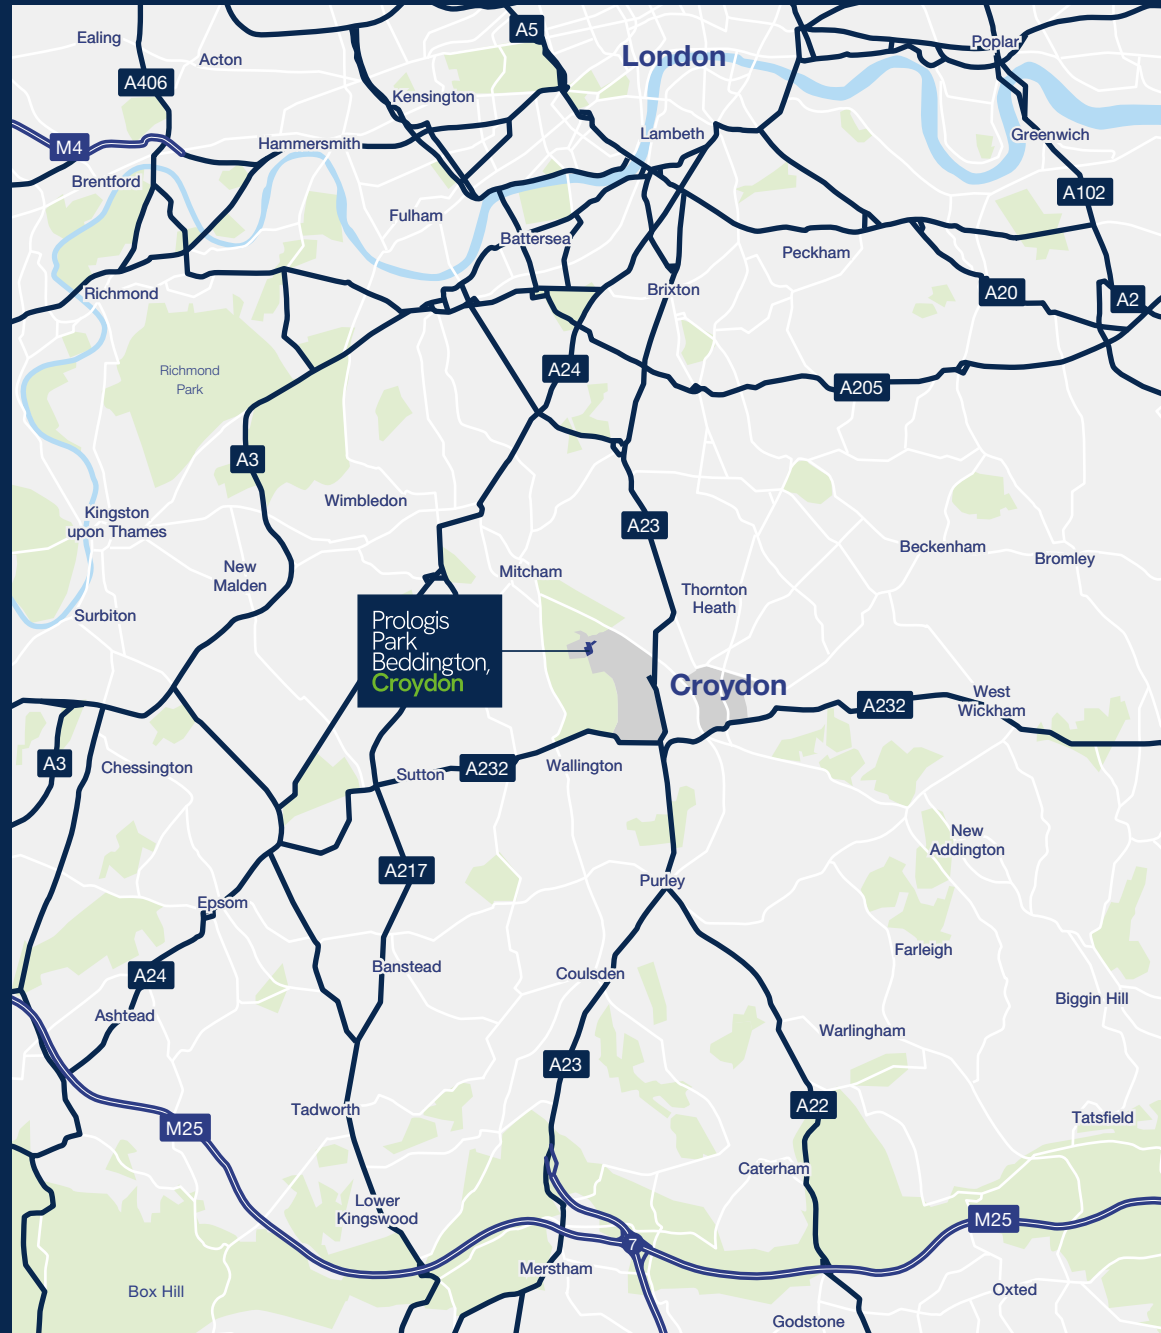 A5
Ealing
London
Poplar
Acton
A406
Kensington
Lambeth
Greenwich
M4
Hammersmith
Brentford
A102
Fulham
Battersea
Peckham
Richmond
Brixton
A20
A2
Richmond
Park
A24
A205
A3
Wimbledon
Kingston
upon Thames
A23
Beckenham
Bromley
New
Malden
Mitcham
Thornton
Heath
Surbiton
Prologis
Park
Beddington,
Croydon
Croydon
West
Wickham
A232
A3
Chessington
Sutton
A232
Wallington
New
Addington
A217
Purley
Epsom
Farleigh
Banstead
Coulsden
A24
Biggin Hill
Ashtead
Warlingham
A23
A22
Tadworth
Tatsfield
M25
Caterham
Lower
Kingswood
M25
7
Merstham
Box Hill
Oxted
Godstone